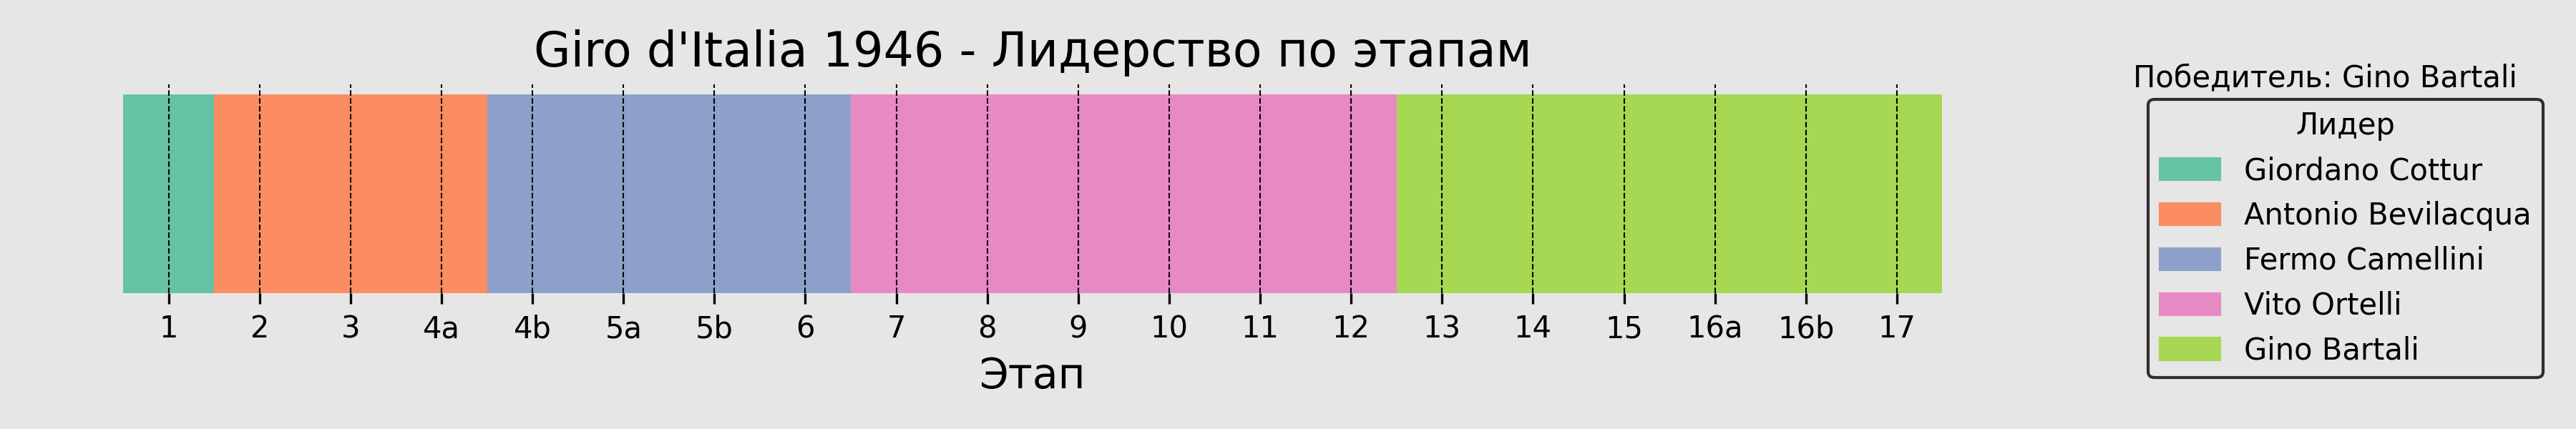 Giro d'Italia 1946 - Лидерство по этапам
1 2 3 4a 4b 5a 5b 6 7 8 9 10 11 12 13 14 15 16a 16b 17
Этап
Победитель: Gino Bartali
Лидер
Giordano Cottur
Antonio Bevilacqua
Fermo Camellini
Vito Ortelli
Gino Bartali